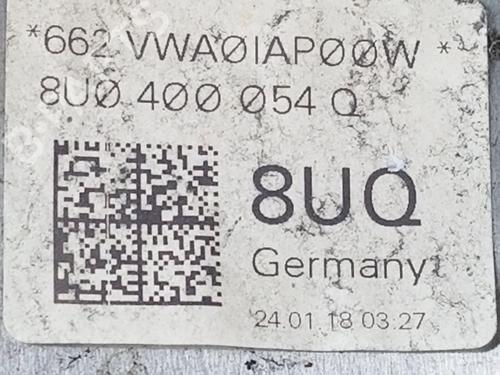 *662 VWA0IAP00W *
8U0 400 054 Q
8UQ
Germany
24.01.18 03.27